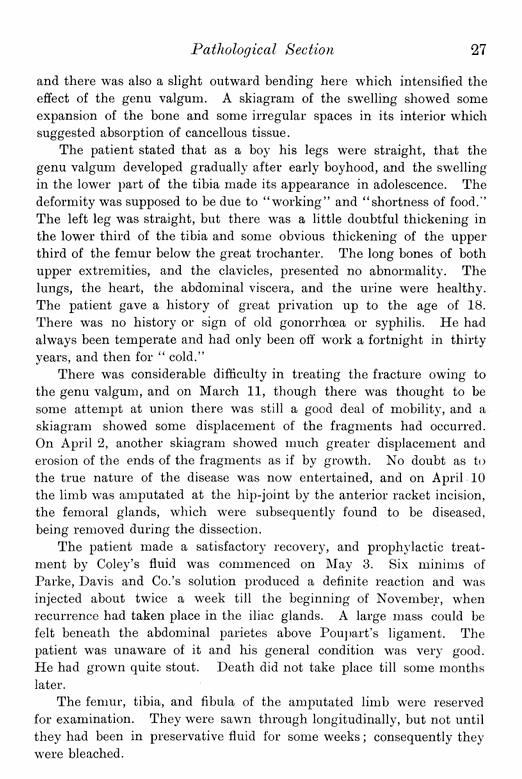 Pathological Section 27
and there was also a slight outward bending here which intensified the
effect of the genu valgum. A skiagram of the swelling showed some
expansion of the bone and some irregular spaces in its interior which
suggested absorption of cancellous tissue.
The patient stated that as a boy his legs were straight, that the
genu valgum developed gradually after early boyhood, and the swelling
in the lower part of the tibia made its appearance in adolescence. The
deformity was supposed to be due to "working" and "shortness of food."
The left leg was straight, but there was a little doubtful thickening in
the lower third of the tibia and some obvious thickening of the upper
third of the femur below the great trochanter. The long bones of both
upper extremities, and the clavicles, presented no abnormality. The
lungs, the heart, the abdominal viscera, and the urine were healthy.
The patient gave a history of great privation up to the age of 18.
There was no history or sign of old gonorrhœa or syphilis. He had
always been temperate and had only been off work a fortnight in thirty
years, and then for " cold."
There was considerable difficulty in treating the fracture owing to
the genu valgum, and on March 11, though there was thought to be
some attempt at union there was still a good deal of mobility, and a
skiagram showed some displacement of the fragments had occurred.
On April 2, another skiagram showed much greater displacement and
erosion of the ends of the fragments as if by growth. No doubt as to
the true nature of the disease was now entertained, and on April 10
the limb was amputated at the hip-joint by the anterior racket incision,
the femoral glands, which were subsequently found to be diseased,
being removed during the dissection.
The patient made a satisfactory recovery, and prophylactic treat-
ment by Coley's fluid was commenced on May 3. Six minims of
Parke, Davis and Co.'s solution produced a definite reaction and was
injected about twice a week till the beginning of November, when
recurrence had taken place in the iliac glands. A large mass could be
felt beneath the abdominal parietes above Poupart's ligament. The
patient was unaware of it and his general condition was very good.
He had grown quite stout. Death did not take place till some months
later.
The femur, tibia, and fibula of the amputated limb were reserved
for examination. They were sawn through longitudinally, but not until
they had been in preservative fluid for some weeks; consequently they
were bleached.